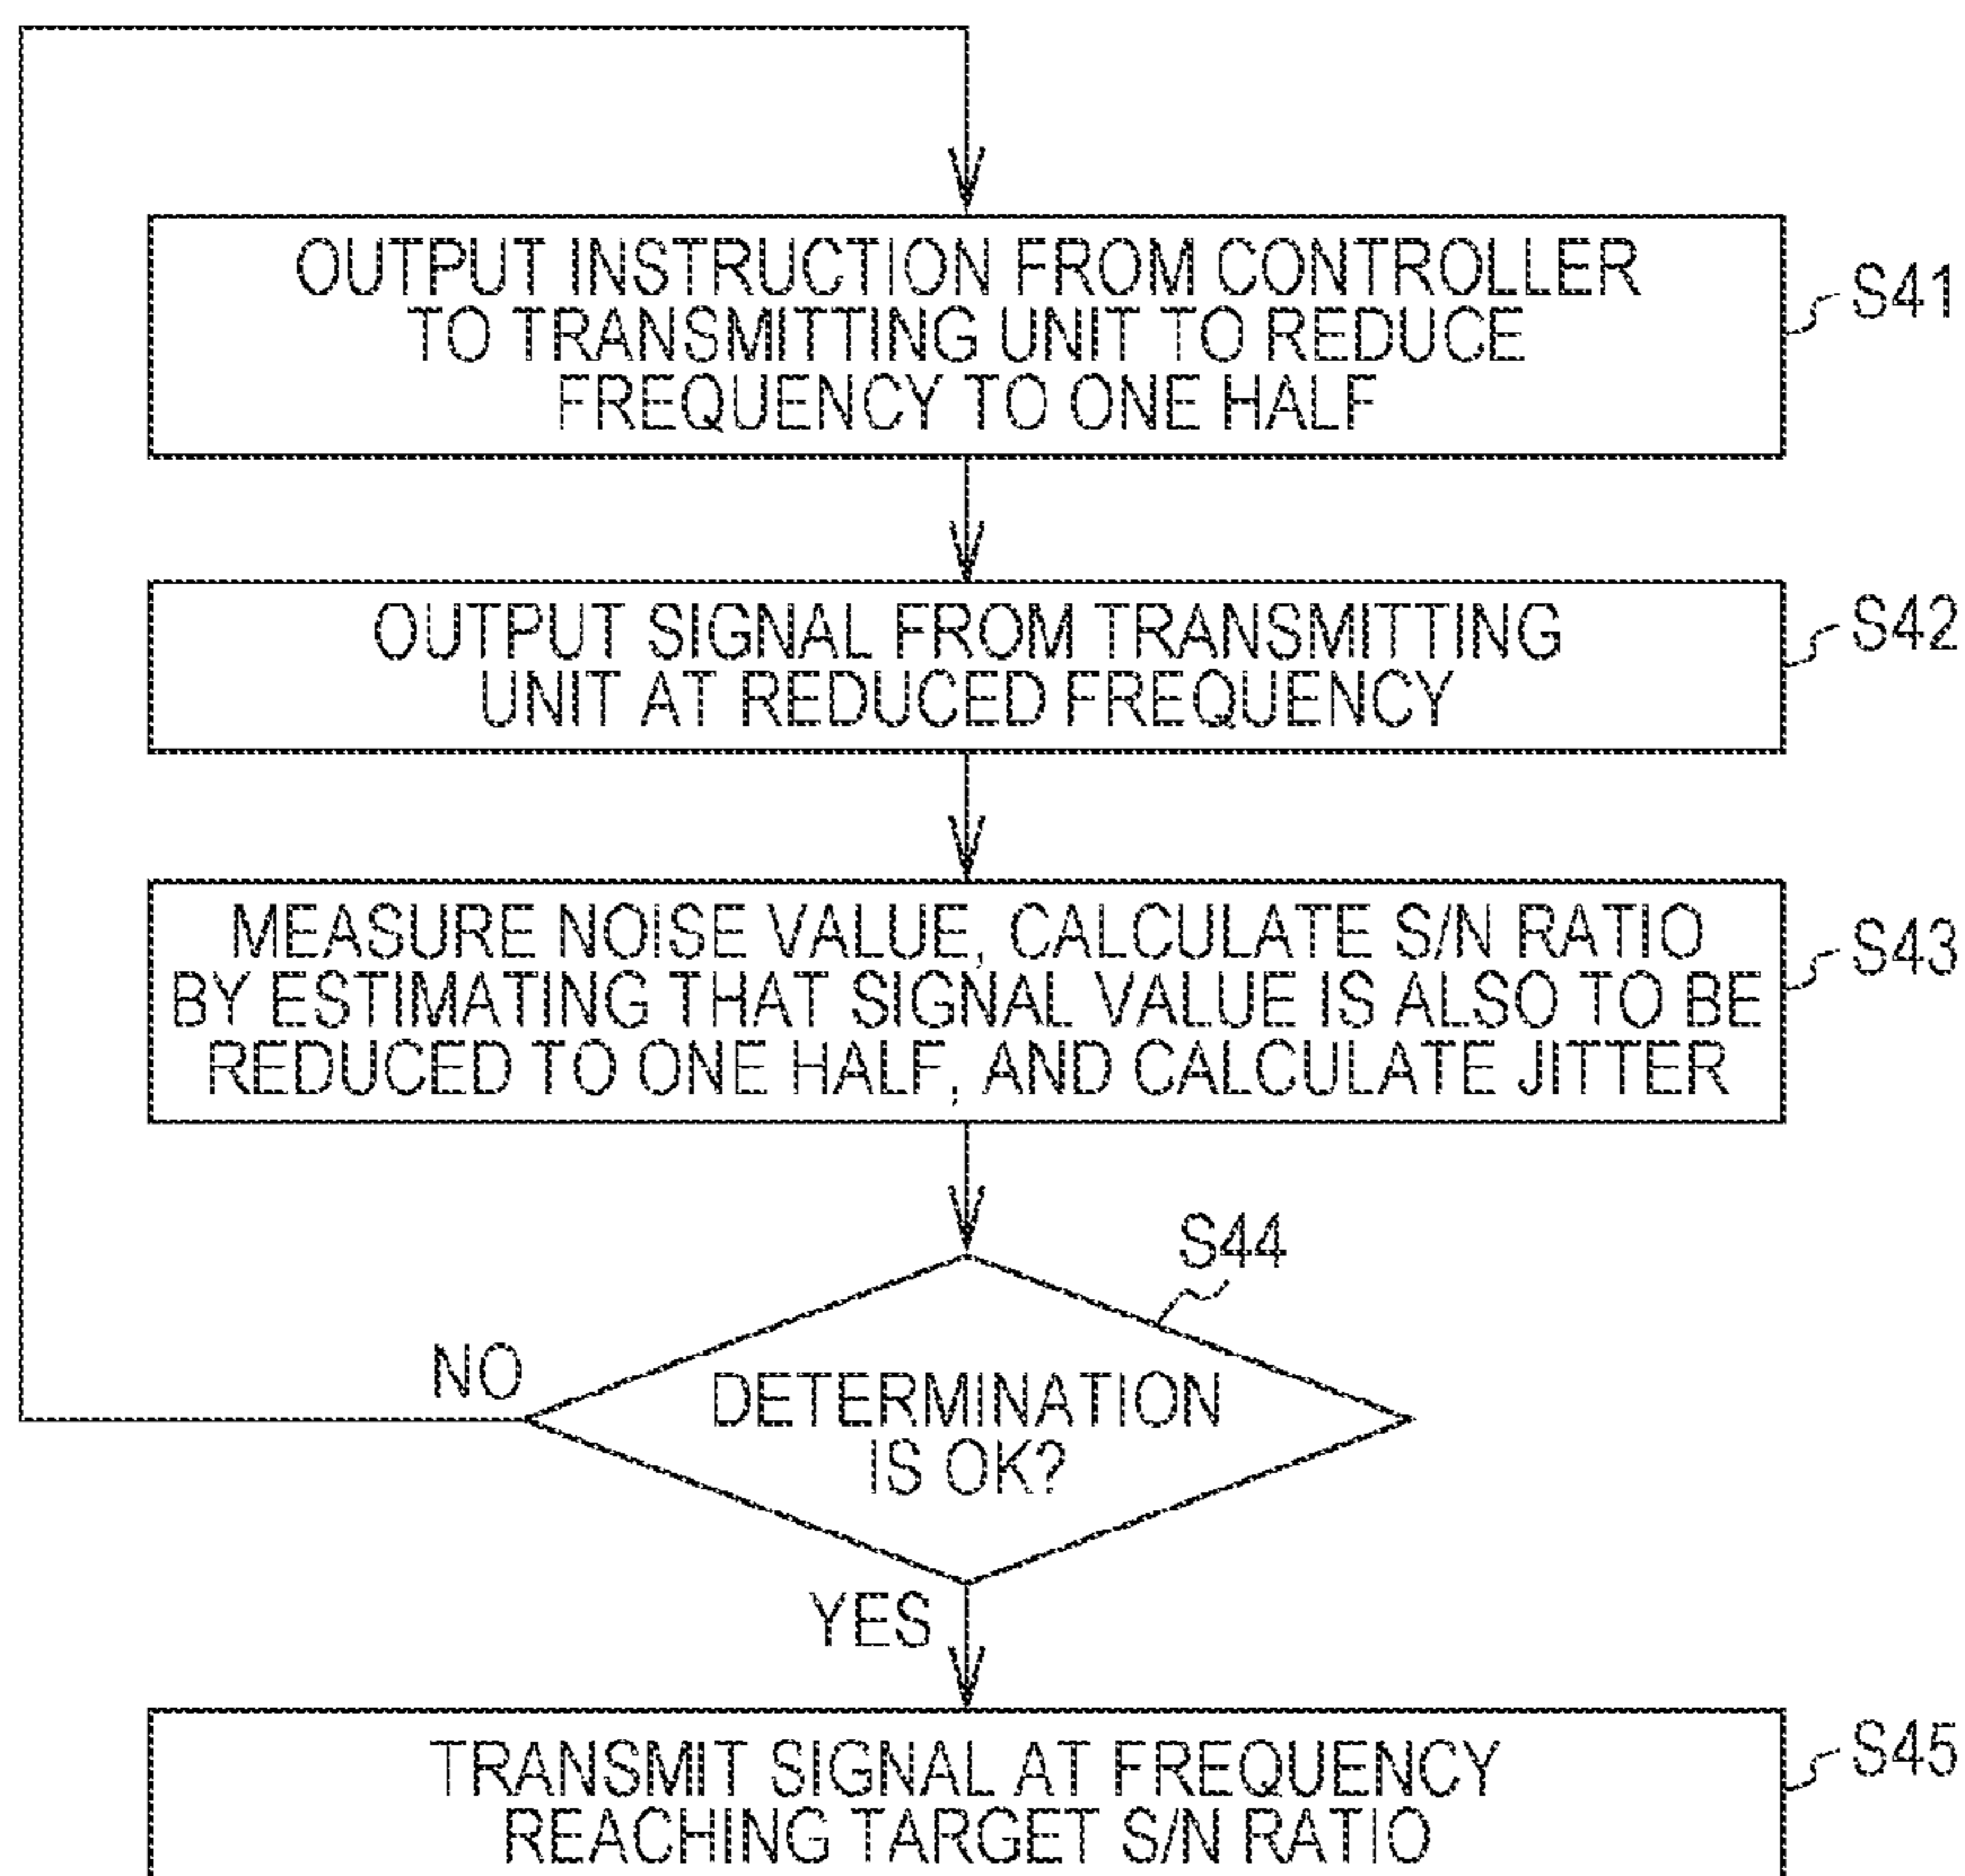 OUTPUT INSTRUCTION FROM CONTROLLER
TO TRANSMITTING UNIT TO REDUCE
FREQUENCY TO ONE HALF
S41
OUTPUT SIGNAL FROM TRANSMITTING
UNIT AT REDUCED FREQUENCY
S42
MEASURE NOISE VALUE, CALCULATE S/N RATIO
BY ESTIMATING THAT SIGNAL VALUE IS ALSO TO BE
REDUCED TO ONE HALF, AND CALCULATE JITTER
S43
S44
NO
DETERMINATION
IS OK?
YES
TRANSMIT SIGNAL AT FREQUENCY
REACHING TARGET S/N RATIO
S45